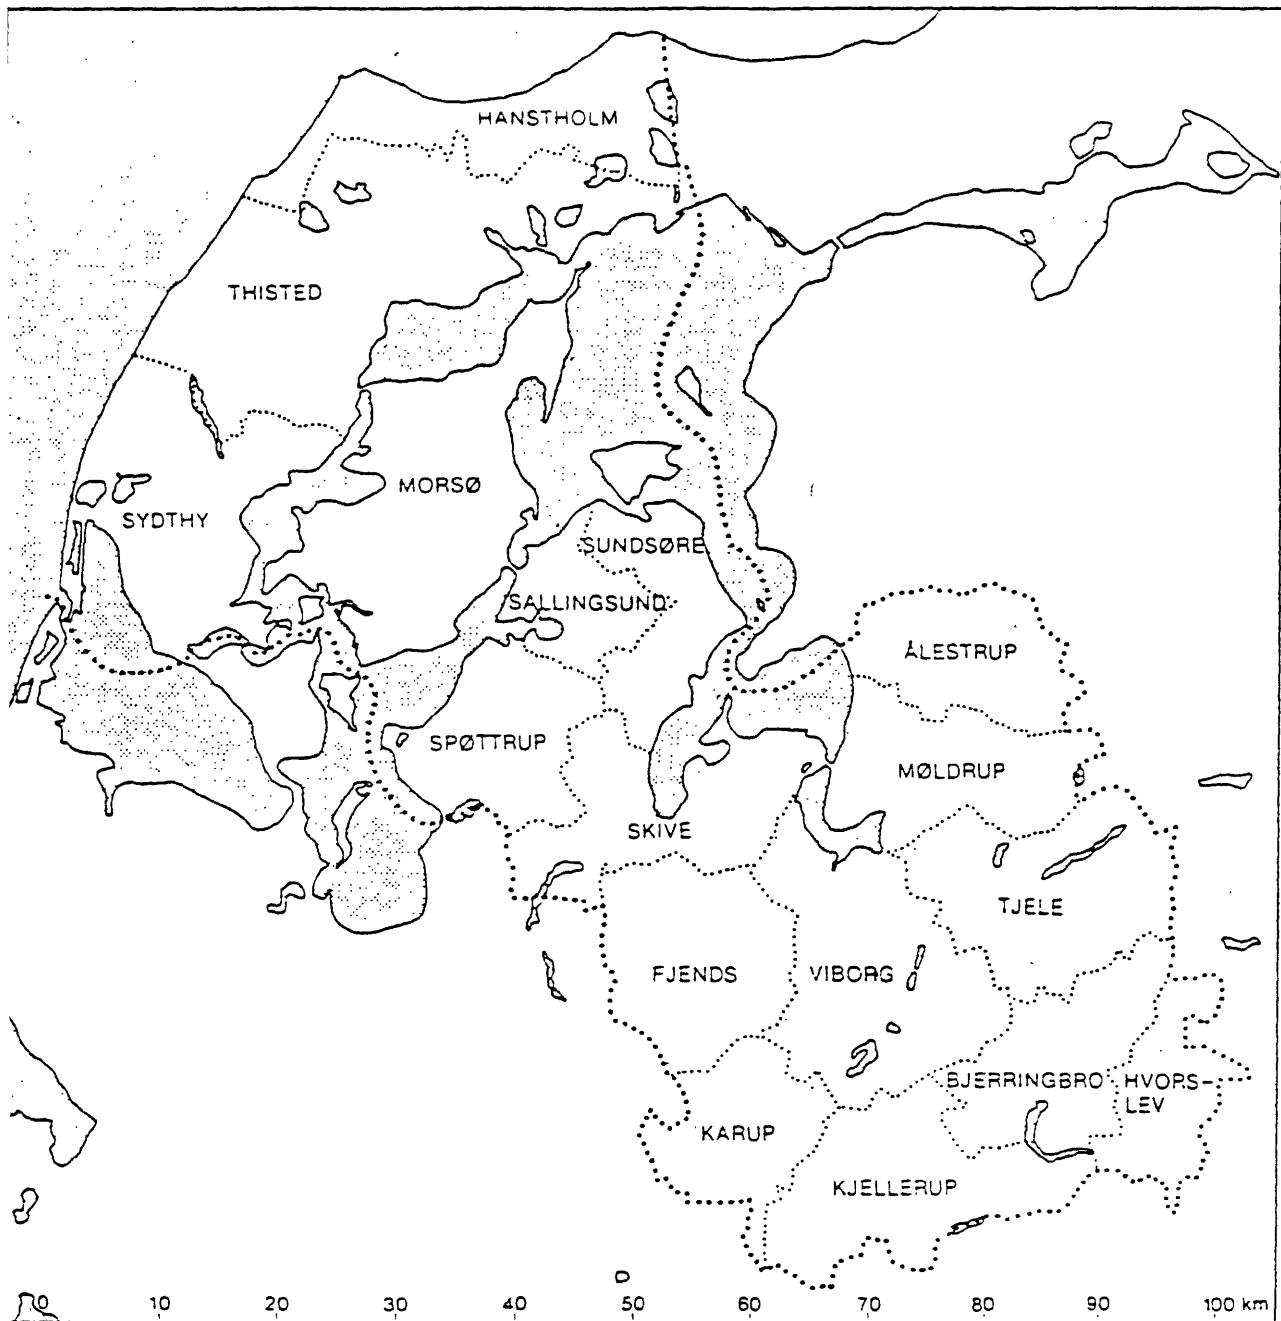 HANSTHOLM
THISTED
MORSØ
SYDTHY
SUNDSØRE
SALLINGSUND
ÅLESTRUP
SPØTTRUP
MØLDRUP
SKIVE
TJELE
FJENDS
VIBORG
BJERRINGBRO
HVORS-
LEV
KARUP
KJELLERUP
0 10 20 30 40 50 60 70 80 90 100 km